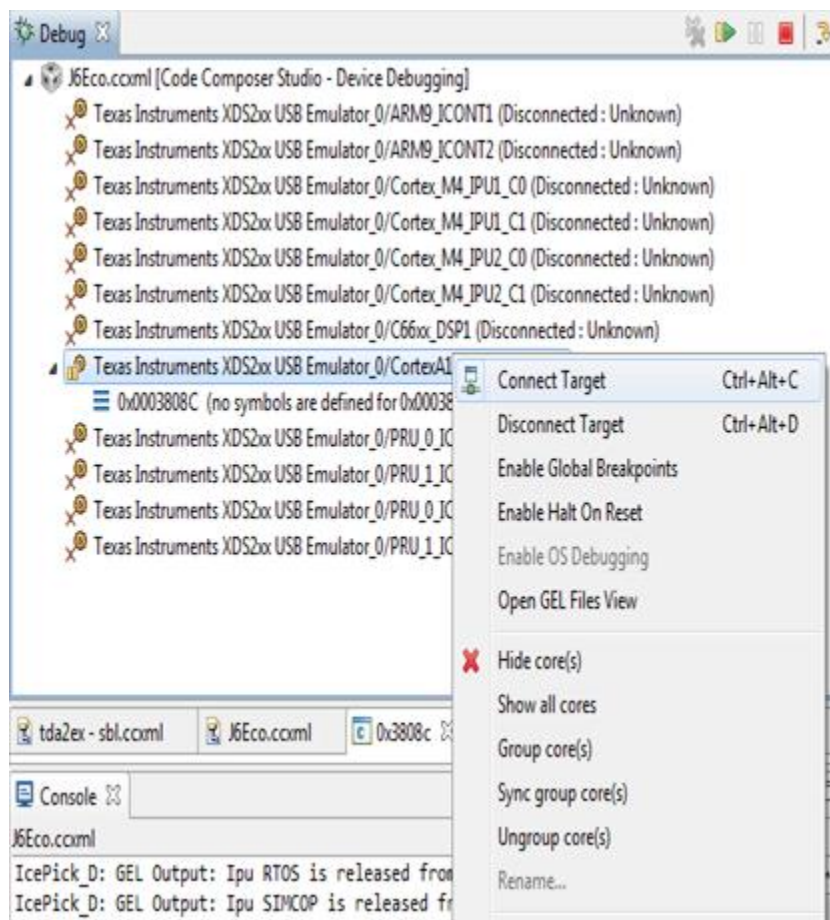 Debug
J6Eco.ccxml [Code Composer Studio - Device Debugging]
Texas Instruments XDS2xx USB Emulator_0/ARM9_ICONT1 (Disconnected : Unknown)
Texas Instruments XDS2xx USB Emulator_0/ARM9_ICONT2 (Disconnected : Unknown)
Texas Instruments XDS2xx USB Emulator_0/Cortex_M4_IPU1_C0 (Disconnected : Unknown)
Texas Instruments XDS2xx USB Emulator_0/Cortex_M4_IPU1_C1 (Disconnected : Unknown)
Texas Instruments XDS2xx USB Emulator_0/Cortex_M4_IPU2_C0 (Disconnected : Unknown)
Texas Instruments XDS2xx USB Emulator_0/Cortex_M4_IPU2_C1 (Disconnected : Unknown)
Texas Instruments XDS2xx USB Emulator_0/C66xx_DSP1 (Disconnected : Unknown)
Texas Instruments XDS2xx USB Emulator_0/CortexA1
0x0003808C (no symbols are defined for 0x00038
Texas Instruments XDS2xx USB Emulator_0/PRU_0_IC
Texas Instruments XDS2xx USB Emulator_0/PRU_1_IC
Texas Instruments XDS2xx USB Emulator_0/PRU_0_IC
Texas Instruments XDS2xx USB Emulator_0/PRU_1_IC
Connect Target Ctrl+Alt+C
Disconnect Target Ctrl+Alt+D
Enable Global Breakpoints
Enable Halt On Reset
Enable OS Debugging
Open GEL Files View
Hide core(s)
Show all cores
Group core(s)
Sync group core(s)
Ungroup core(s)
Rename...
tda2ex - sbl.ccxml J6Eco.ccxml 0x3808c
Console
J6Eco.ccxml
IcePick_D: GEL Output: Ipu RTOS is released from
IcePick_D: GEL Output: Ipu SIMCOP is released fr